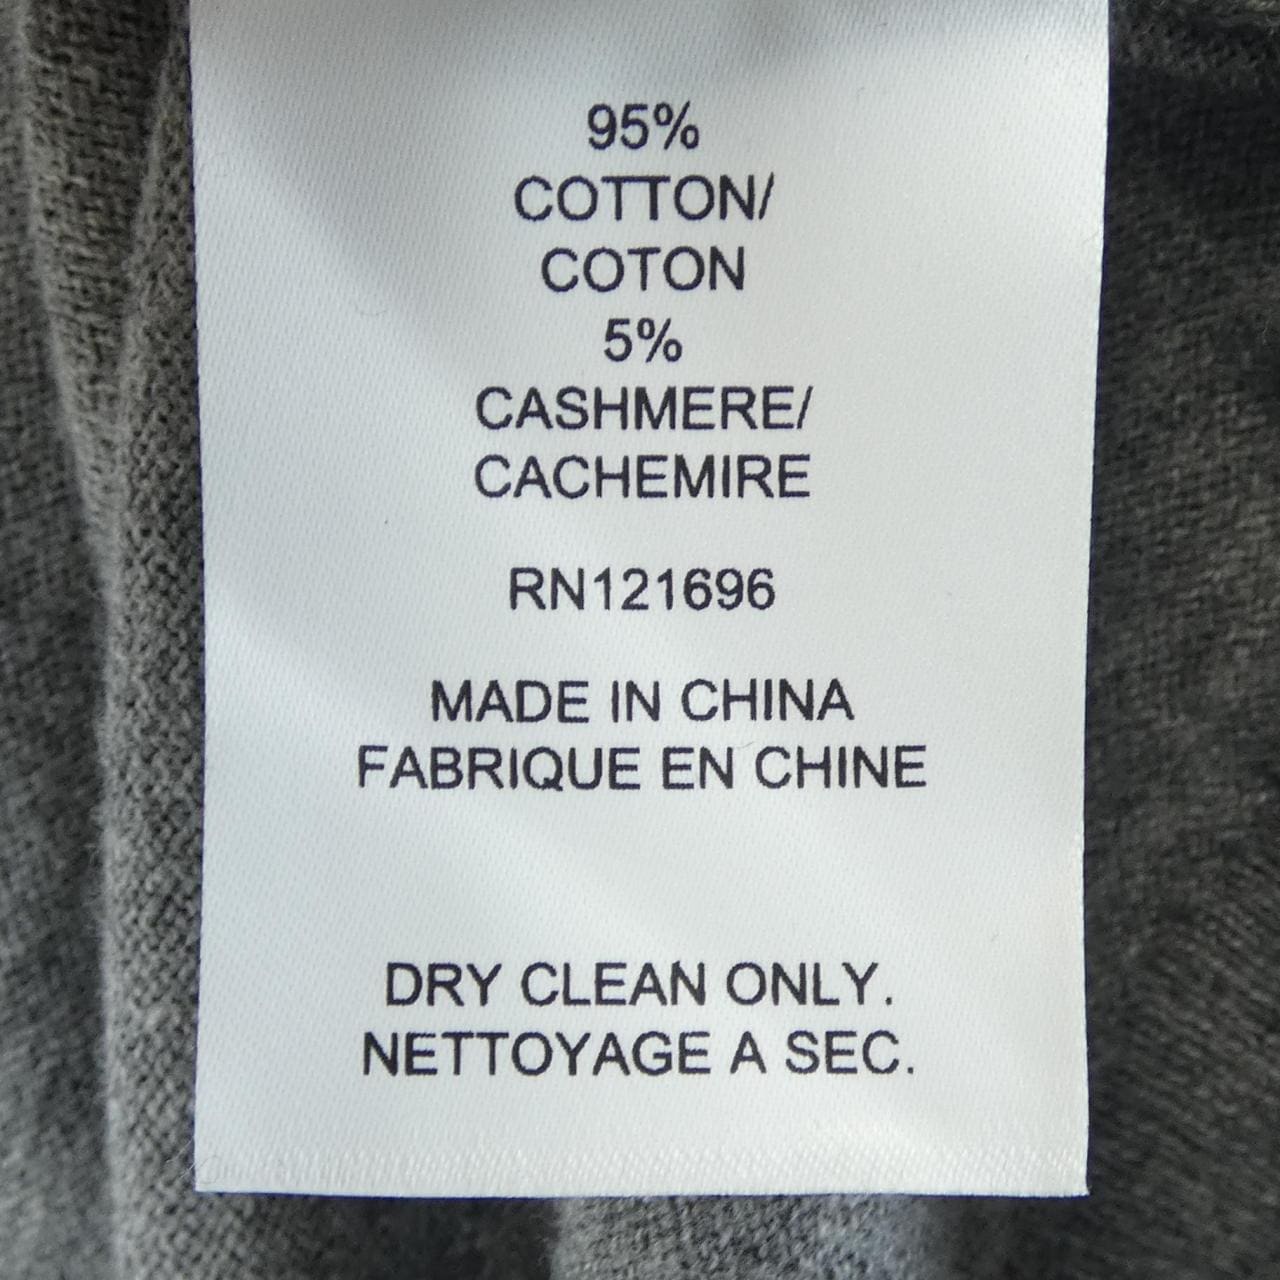 95%
COTTON/
COTON
5%
CASHMERE/
CACHEMIRE
RN121696
MADE IN CHINA
FABRIQUE EN CHINE
DRY CLEAN ONLY.
NETTOYAGE A SEC.